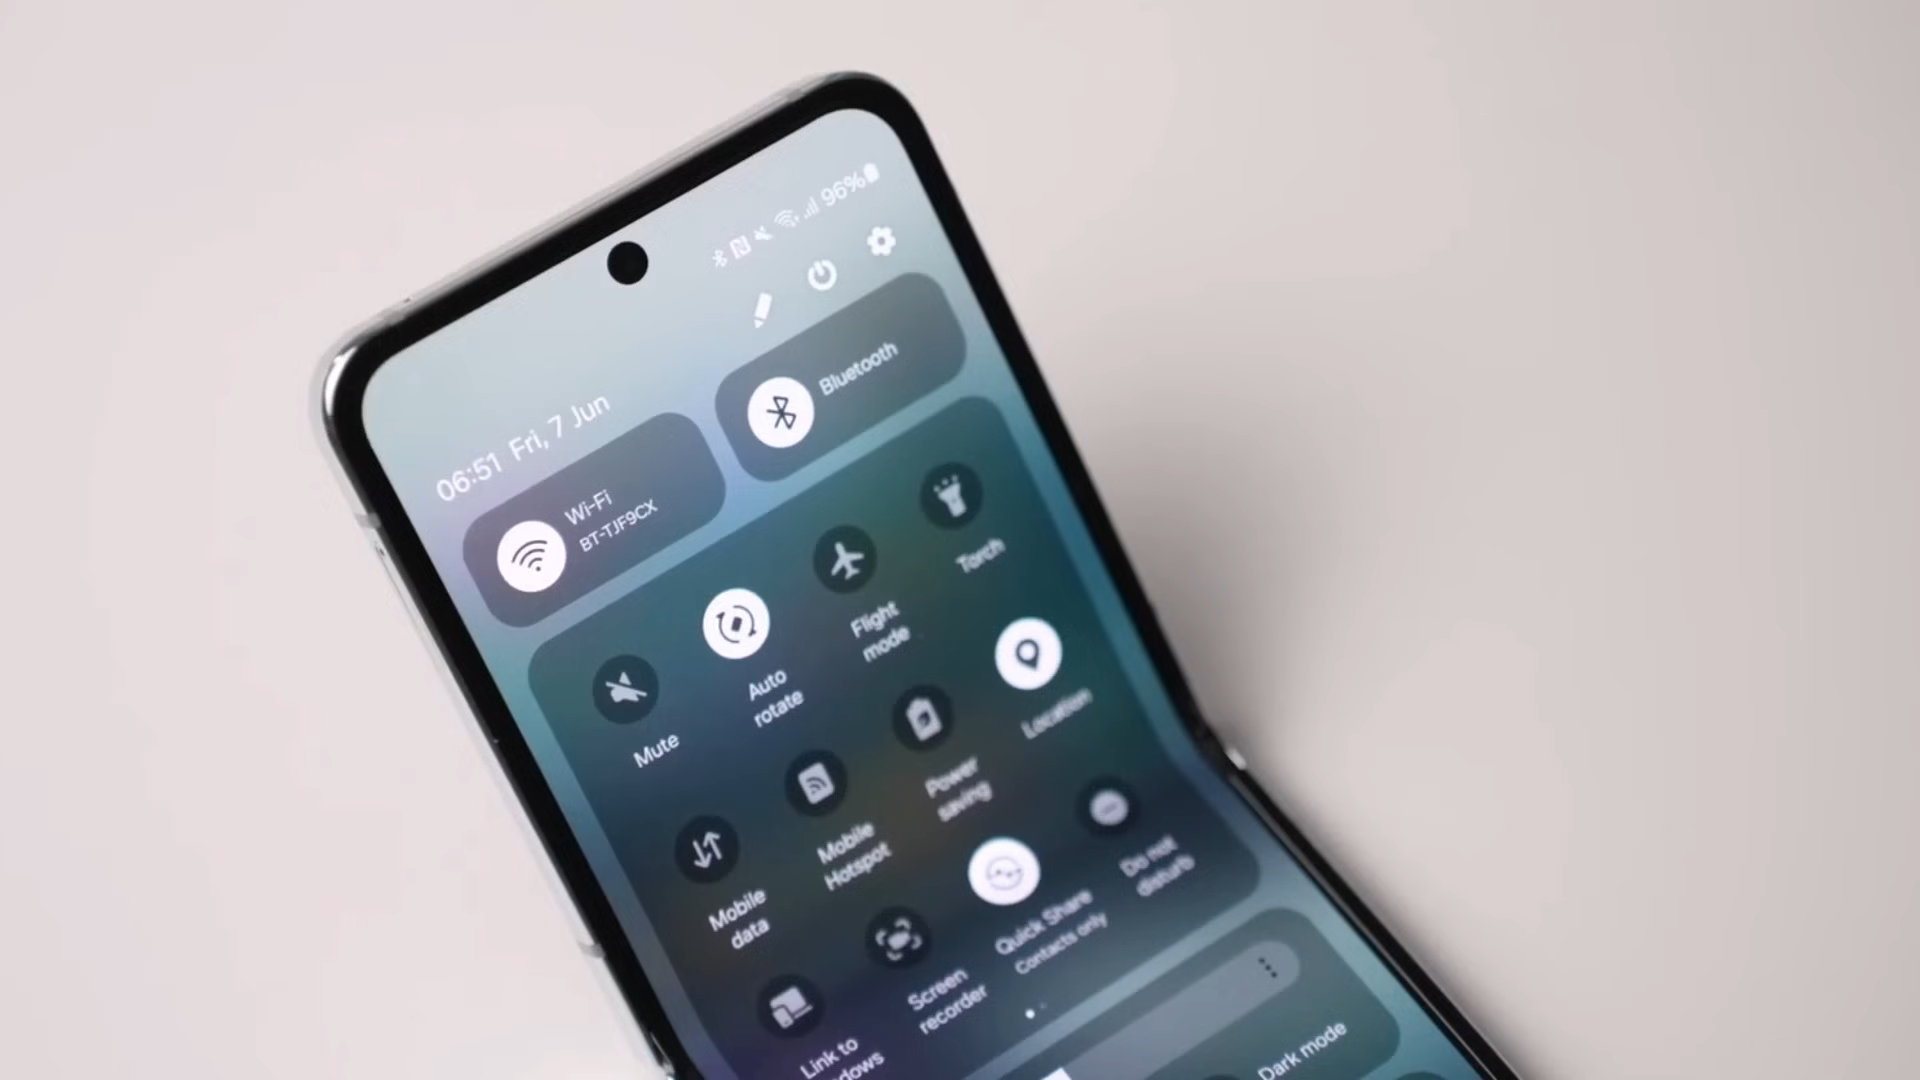 96%
06:51 Fri, 7 Jun
Wi-Fi
BT-TJF9CX
Bluetooth
Mute
Auto
rotate
Flight
mode
Torch
Mobile
data
Mobile
Hotspot
Power
saving
Location
Link to
dows
Screen
recorder
Quick Share
Contacts only
Do not
disturb
Dark mode